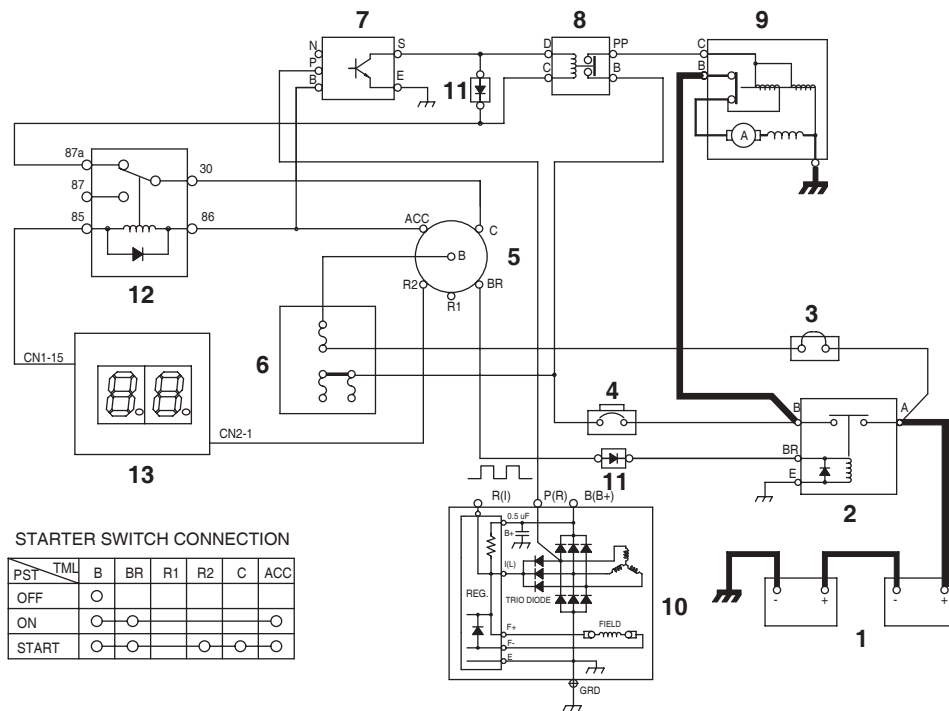 7
8
9
N
P
B
S
E
11
D
C
PP
B
C
B
A
87a
87
85
30
86
12
ACC
C
B
5
R2
BR
R1
6
3
4
CN1-15
CN2-1
13
B
A
BR
E
2
11
R(I)
P(R)
B(B+)
0.5 uF
B+
I(L)
REG.
TRIO DIODE
F+
FIELD
F-
E
GRD
10
-
+
-
+
1
STARTER SWITCH CONNECTION
PST TML B BR R1 R2 C ACC
OFF
ON
START